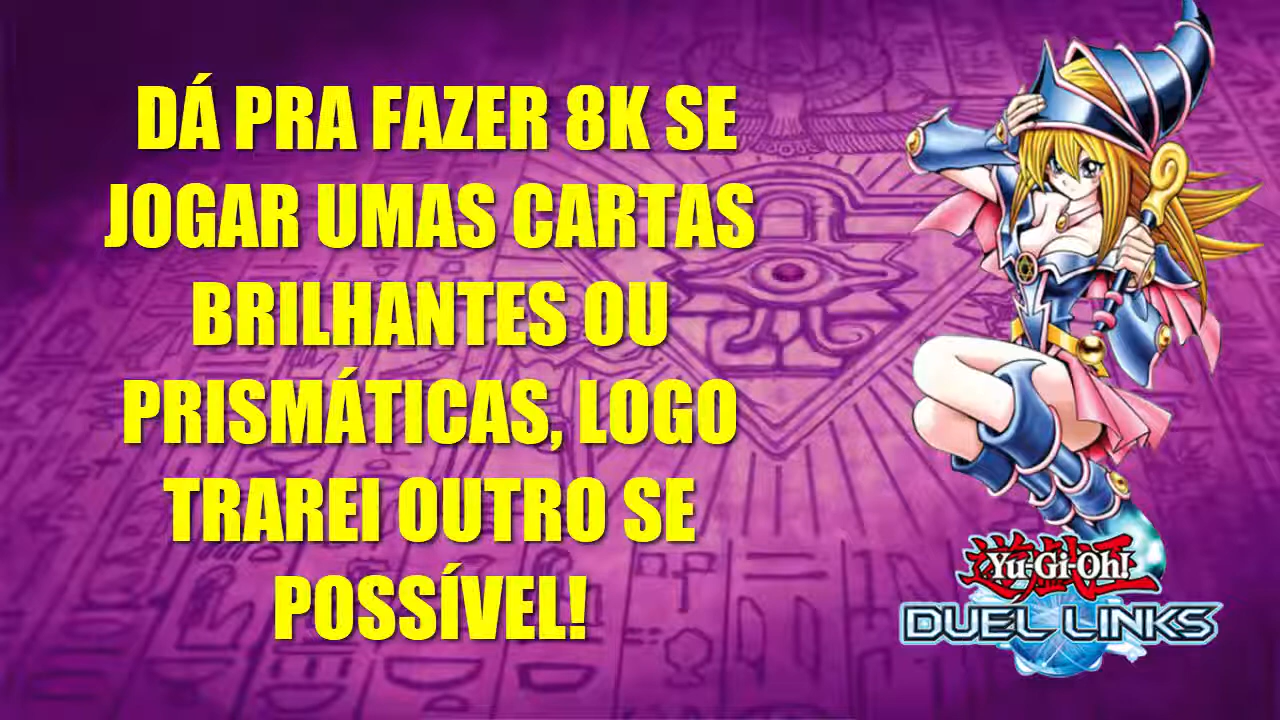 DÁ PRA FAZER 8K SE
JOGAR UMAS CARTAS
BRILHANTES OU
PRISMÁTICAS, LOGO
TRAREI OUTRO SE
POSSÍVEL!
Yu-Gi-Oh!
DUEL LINKS